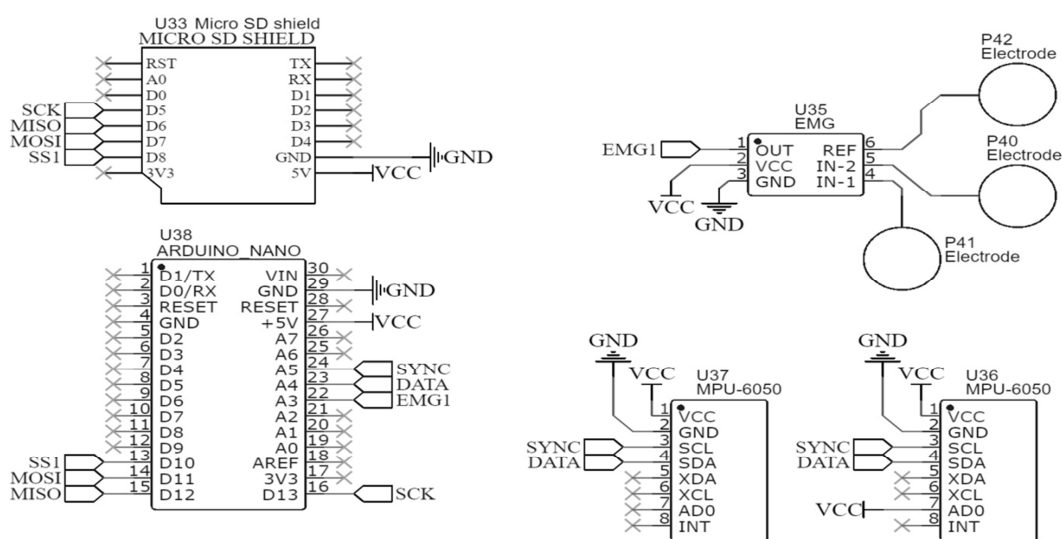 U33 Micro SD shield
MICRO SD SHIELD
RST TX
A0 RX
D0 D1
SCK D5 D2
MISO D6 D3
MOSI D7 D4
SS1 D8 GND GND
3V3 5V VCC
P42
Electrode
U35
EMG
EMG1 1 OUT REF 6
2 VCC IN-2 5
3 GND IN-1 4
VCC
GND
P40
Electrode
P41
Electrode
U38
ARDUINO_NANO
1 D1/TX VIN 30
2 D0/RX GND 29 GND
3 RESET RESET 28
4 GND +5V 27 VCC
5 D2 A7 26
6 D3 A6 25
7 D4 A5 24 SYNC
8 D5 A4 23 DATA
9 D6 A3 22 EMG1
10 D7 A2 21
11 D8 A1 20
12 D9 A0 19
SS1 13 D10 AREF 18
MOSI 14 D11 3V3 17
MISO 15 D12 D13 16 SCK
GND
VCC
U37
MPU-6050
1 VCC
2 GND
SYNC 3 SCL
DATA 4 SDA
5 XDA
6 XCL
7 AD0
8 INT
GND
VCC
U36
MPU-6050
1 VCC
2 GND
SYNC 3 SCL
DATA 4 SDA
5 XDA
6 XCL
VCC 7 AD0
8 INT